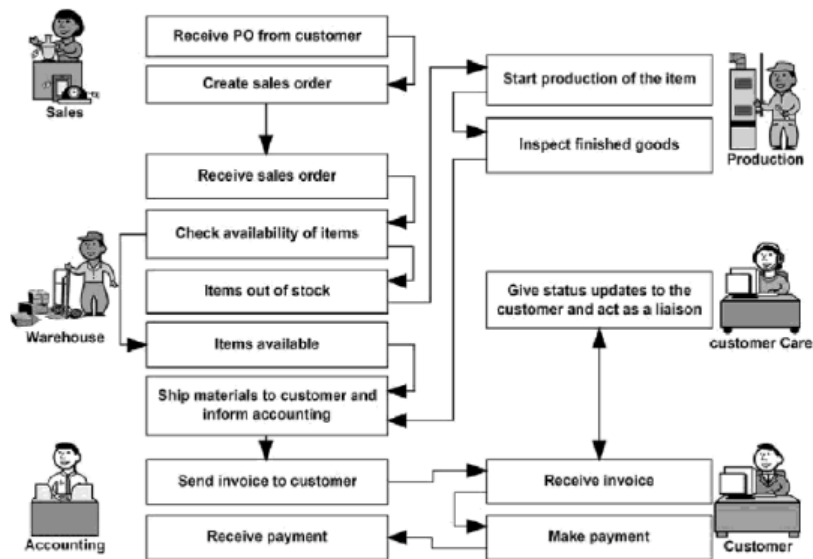 Receive PO from customer
Create sales order
Sales
Start production of the item
Inspect finished goods
Production
Receive sales order
Check availability of items
Items out of stock
Items available
Ship materials to customer and
inform accounting
Warehouse
Give status updates to the
customer and act as a liaison
customer Care
Send invoice to customer
Receive payment
Accounting
Receive invoice
Make payment
Customer